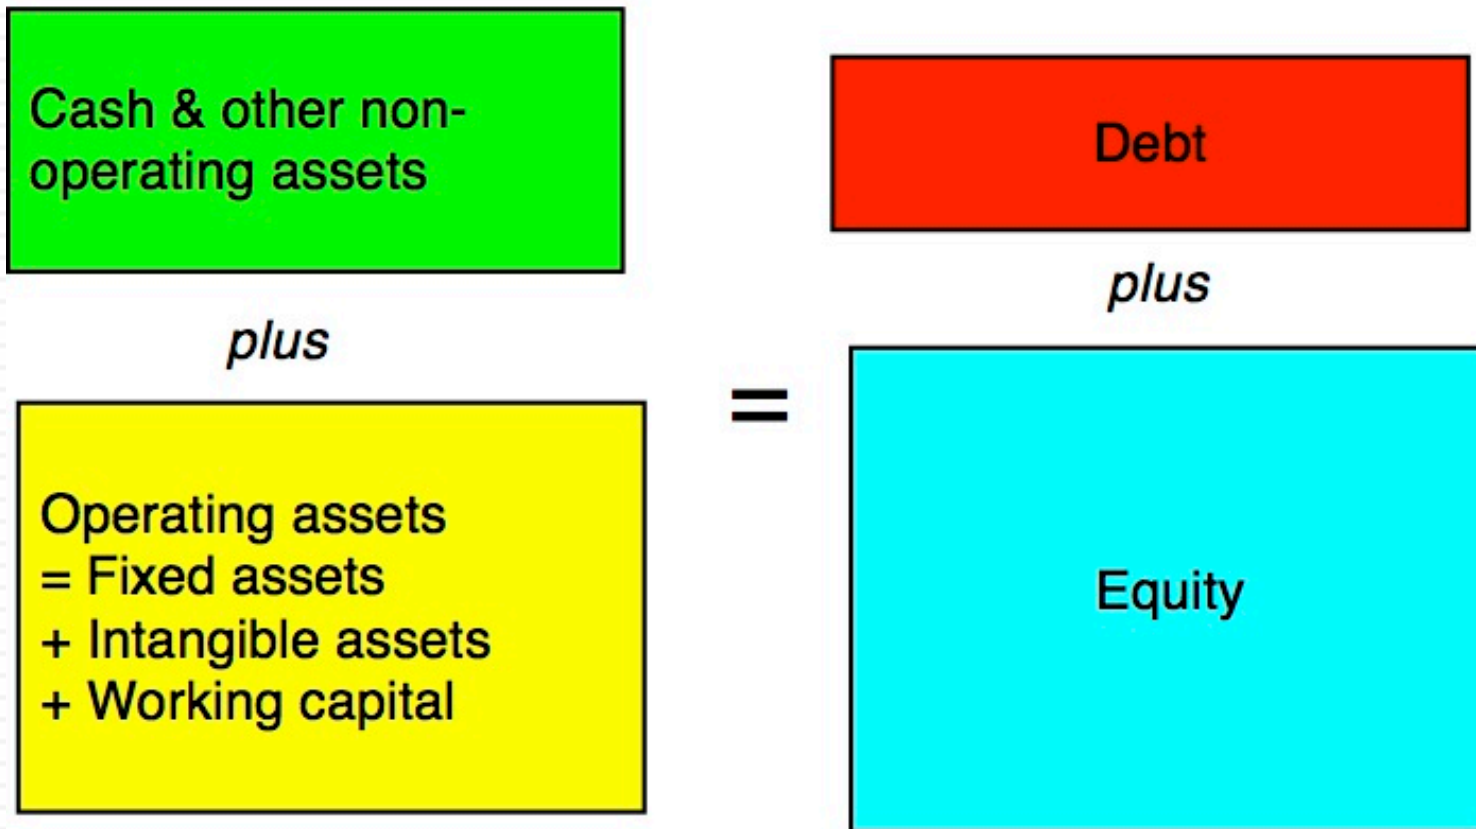 Cash & other non-
operating assets
plus
Operating assets
= Fixed assets
+ Intangible assets
+ Working capital
=
Debt
plus
Equity